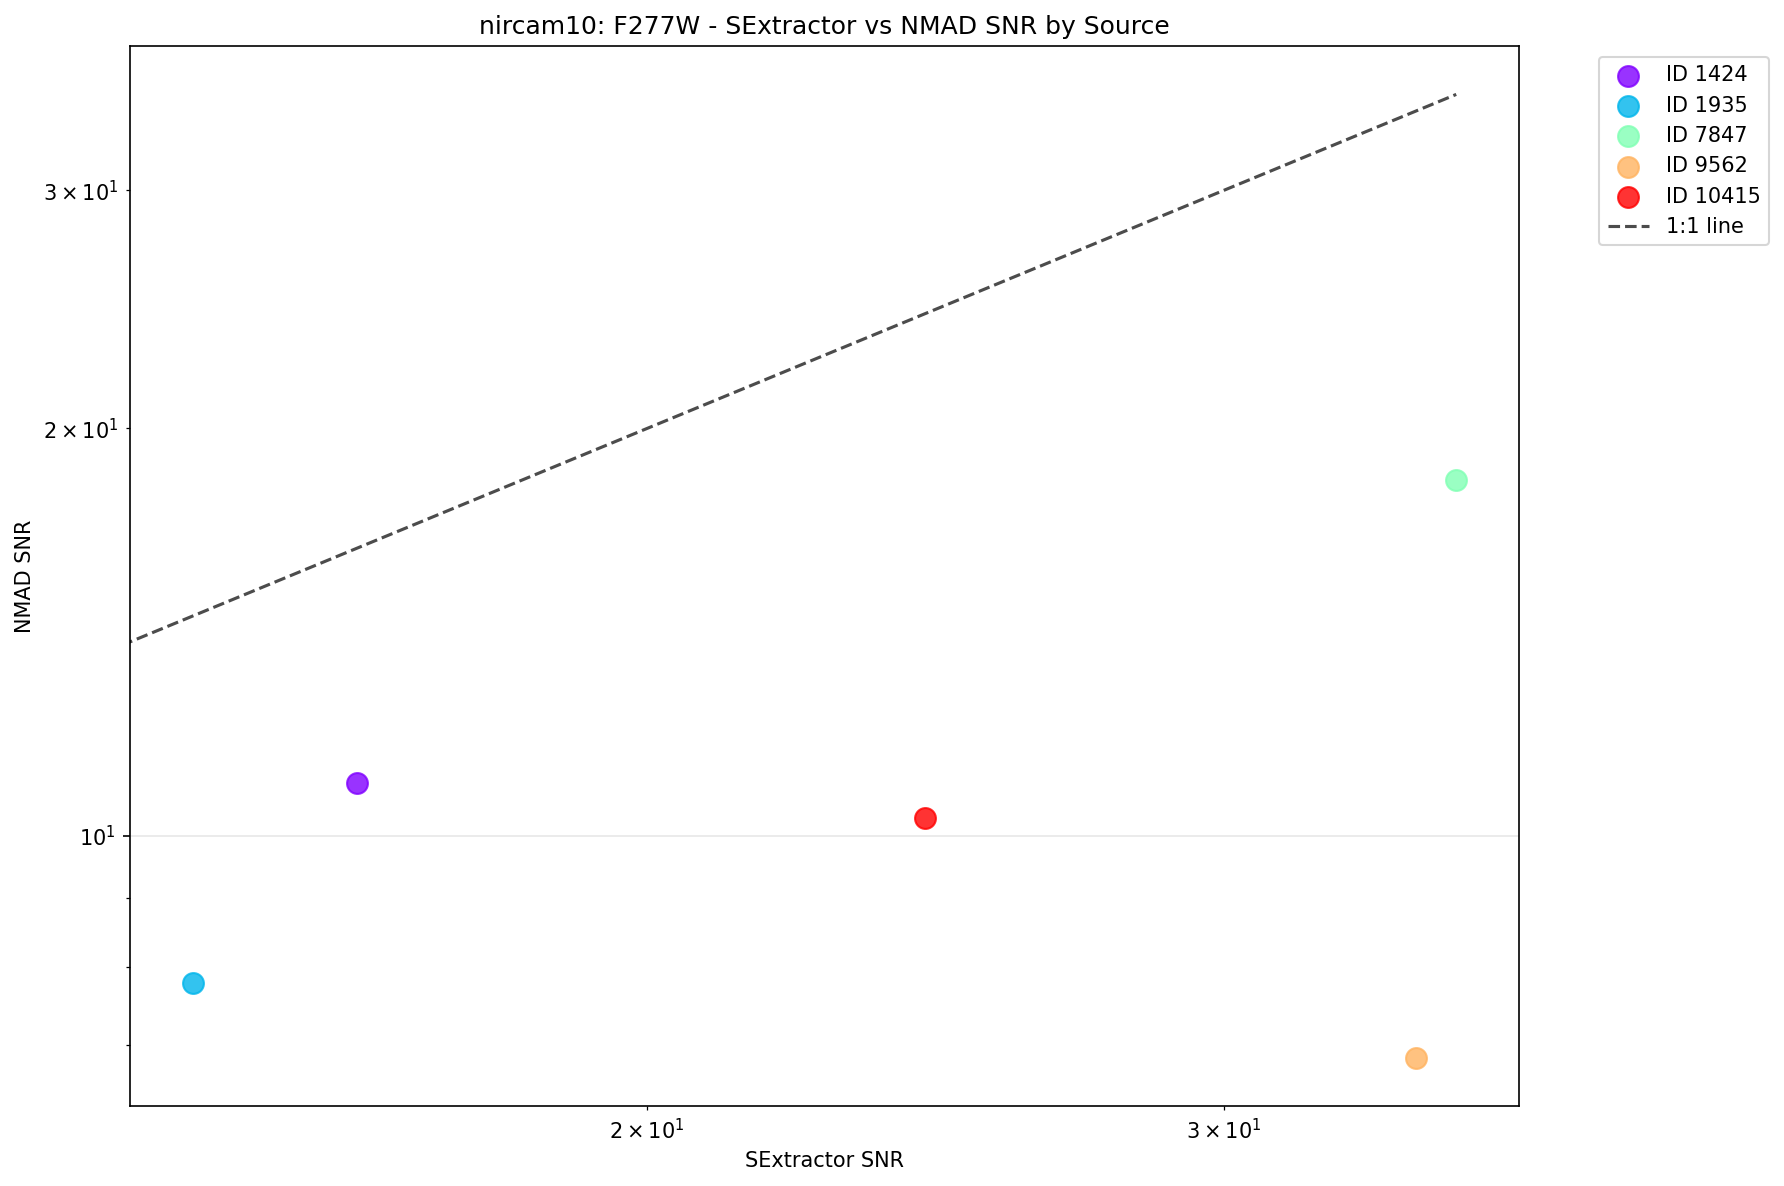 nircam10: F277W - SExtractor vs NMAD SNR by Source
ID 1424
ID 1935
ID 7847
ID 9562
ID 10415
1:1 line
3 × 10¹
2 × 10¹
10¹
NMAD SNR
2 × 10¹
3 × 10¹
SExtractor SNR